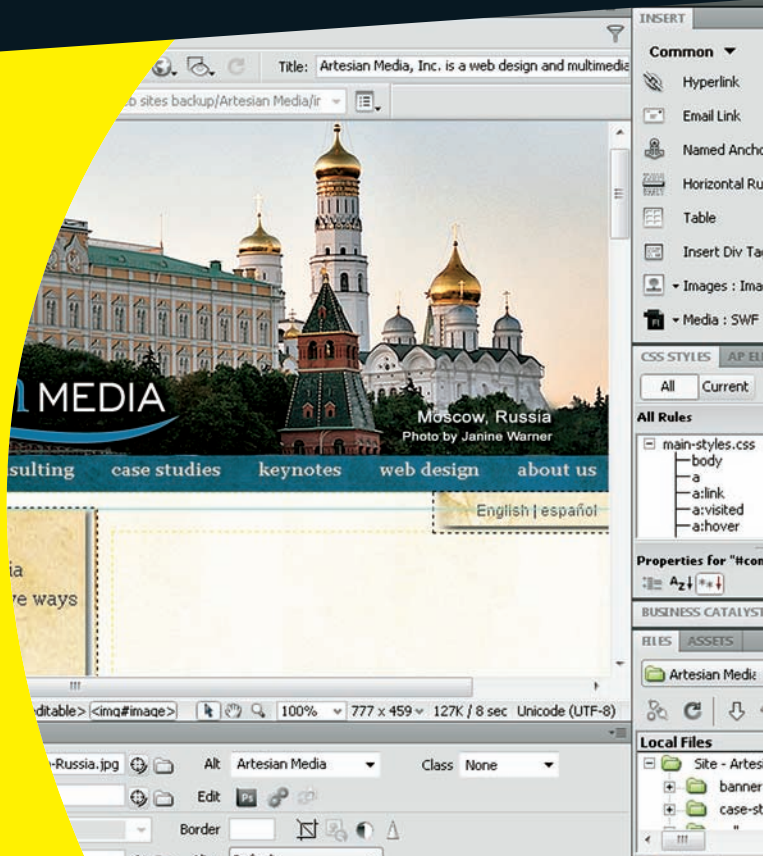 INSERT
Title: Artesian Media, Inc. is a web design and multimedia
sites backup/Artesian Media/ir
Common
Hyperlink
Email Link
Named Ancho
Horizontal Ru
Table
Insert Div Ta
Images : Ima
Media : SWF
MEDIA
Moscow, Russia
Photo by Janine Warner
sulting case studies keynotes web design about us
English | español
ia
ve ways
CSS STYLES AP EL
All Current
All Rules
main-styles.css
body
a
a:link
a:visited
a:hover
Properties for "#con
BUSINESS CATALYST
FILES ASSETS
Artesian Media
Local Files
Site - Artesi
banner
case-st
ditable> <img#image> 100% 777 x 459 127K / 8 sec Unicode (UTF-8)
-Russia.jpg Alt Artesian Media Class None
Edit Ps
Border